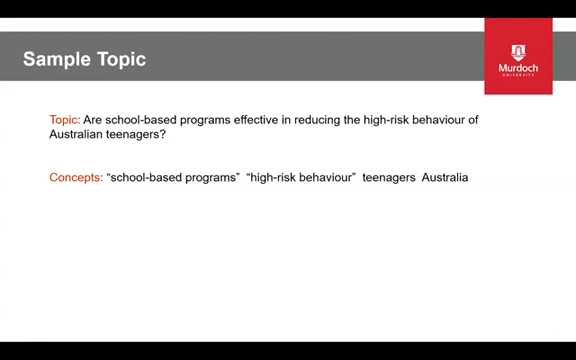 Sample Topic
Murdoch
UNIVERSITY
Topic: Are school-based programs effective in reducing the high-risk behaviour of
Australian teenagers?
Concepts: “school-based programs” “high-risk behaviour” teenagers Australia